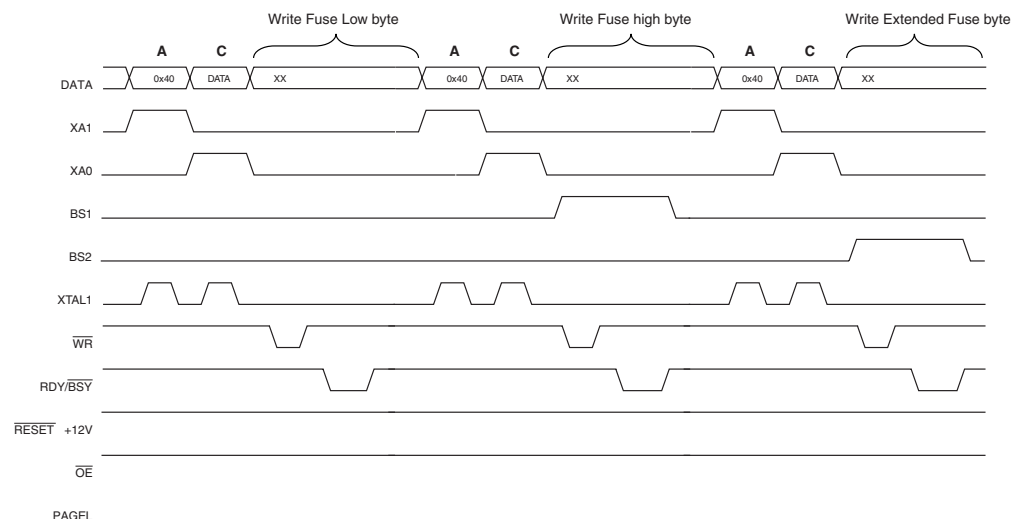 Write Fuse Low byte Write Fuse high byte Write Extended Fuse byte
A C A C A C
DATA 0x40 DATA XX 0x40 DATA XX 0x40 DATA XX
XA1
XA0
BS1
BS2
XTAL1
WR
RDY/BSY
RESET +12V
OE
PAGEL